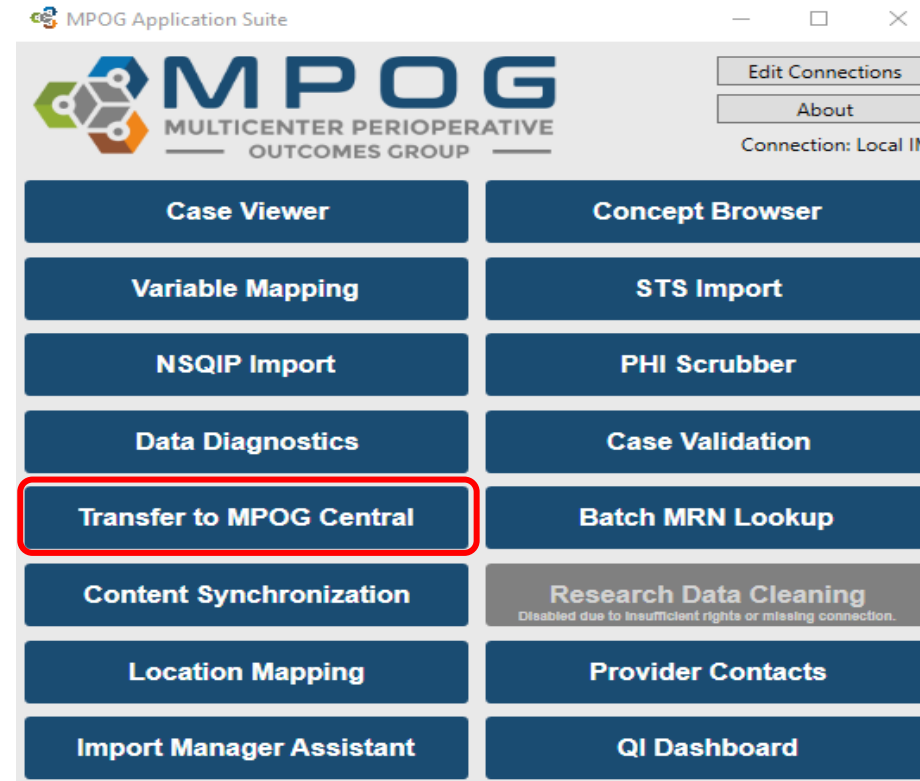 MPOG Application Suite
MPOG
MULTICENTER PERIOPERATIVE
OUTCOMES GROUP
Edit Connections
About
Connection: Local
Case Viewer
Concept Browser
Variable Mapping
STS Import
NSQIP Import
PHI Scrubber
Data Diagnostics
Case Validation
Transfer to MPOG Central
Batch MRN Lookup
Content Synchronization
Research Data Cleaning
Disabled due to insufficient rights or missing connection.
Location Mapping
Provider Contacts
Import Manager Assistant
QI Dashboard